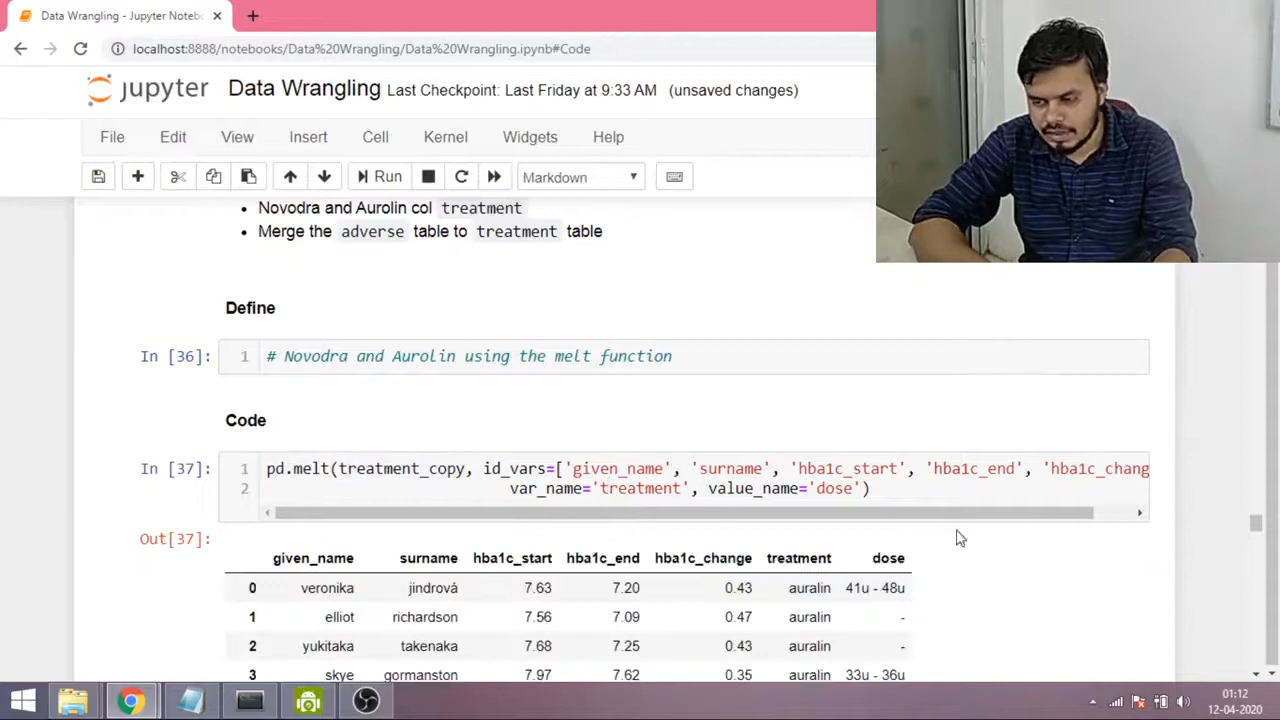 Data Wrangling - Jupyter Noteb
localhost:8888/notebooks/Data%20Wrangling/Data%20Wrangling.ipynb#Code
jupyter Data Wrangling Last Checkpoint: Last Friday at 9:33 AM (unsaved changes)
File Edit View Insert Cell Kernel Widgets Help
Run Markdown
Novodra and Aurolin col treatment
Merge the adverse table to treatment table
Define
In [36]: 1 # Novodra and Aurolin using the melt function
Code
In [37]: 1 pd.melt(treatment_copy, id_vars=['given_name', 'surname', 'hba1c_start', 'hba1c_end', 'hba1c_chang
2 var_name='treatment', value_name='dose')
Out[37]:
given_name surname hba1c_start hba1c_end hba1c_change treatment dose
0 veronika jindrová 7.63 7.20 0.43 auralin 41u - 48u
1 elliot richardson 7.56 7.09 0.47 auralin -
2 yukitaka takenaka 7.68 7.25 0.43 auralin -
3 skye gormanston 7.97 7.62 0.35 auralin 33u - 36u
01:12
12-04-2020